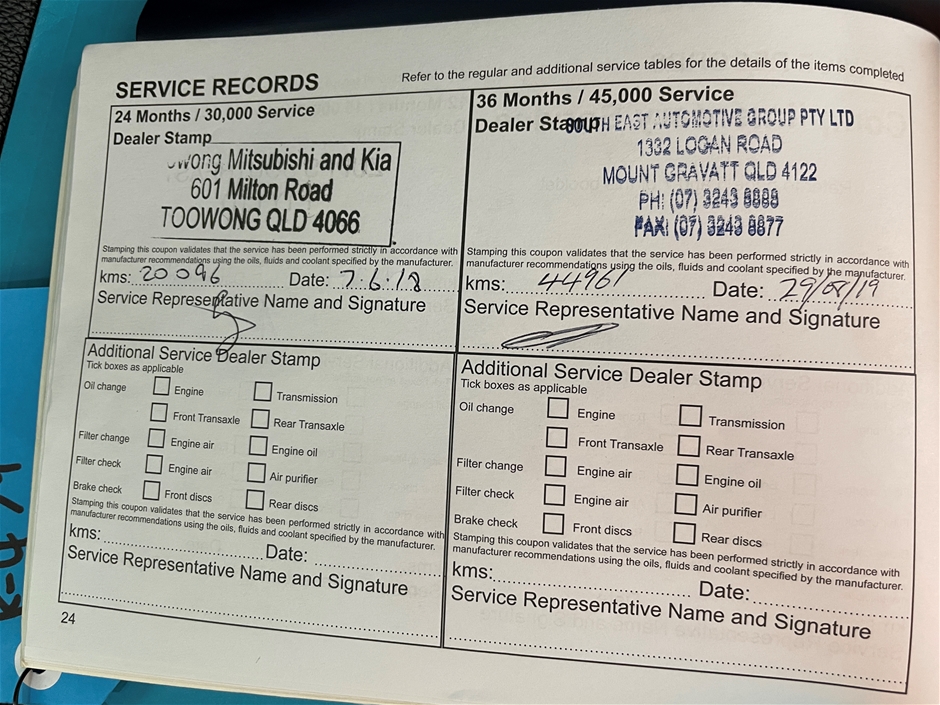 SERVICE RECORDS
Refer to the regular and additional service tables for the details of the items completed
24 Months / 30,000 Service
Dealer Stamp
wong Mitsubishi and Kia
601 Milton Road
TOOWONG QLD 4066
Stamping this coupon validates that the service has been performed strictly in accordance with
manufacturer recommendations using the oils, fluids and coolant specified by the manufacturer.
kms: 20096 Date: 7.6.18
Service Representative Name and Signature
36 Months / 45,000 Service
Dealer Stamp
SOUTH EAST AUTOMOTIVE GROUP PTY LTD
1332 LOGAN ROAD
MOUNT GRAVATT QLD 4122
PH: (07) 3243 8888
FAX: (07) 3243 8877
Stamping this coupon validates that the service has been performed strictly in accordance with
manufacturer recommendations using the oils, fluids and coolant specified by the manufacturer.
kms: 44961 Date: 29/08/19
Service Representative Name and Signature
Additional Service Dealer Stamp
Tick boxes as applicable
Oil change Engine Transmission
Front Transaxle Rear Transaxle
Filter change Engine air Engine oil
Filter check Engine air Air purifier
Brake check Front discs Rear discs
Stamping this coupon validates that the service has been performed strictly in accordance with
manufacturer recommendations using the oils, fluids and coolant specified by the manufacturer.
kms: Date:
Service Representative Name and Signature
Additional Service Dealer Stamp
Tick boxes as applicable
Oil change Engine Transmission
Front Transaxle Rear Transaxle
Filter change Engine air Engine oil
Filter check Engine air Air purifier
Brake check Front discs Rear discs
Stamping this coupon validates that the service has been performed strictly in accordance with
manufacturer recommendations using the oils, fluids and coolant specified by the manufacturer.
kms: Date:
Service Representative Name and Signature
24